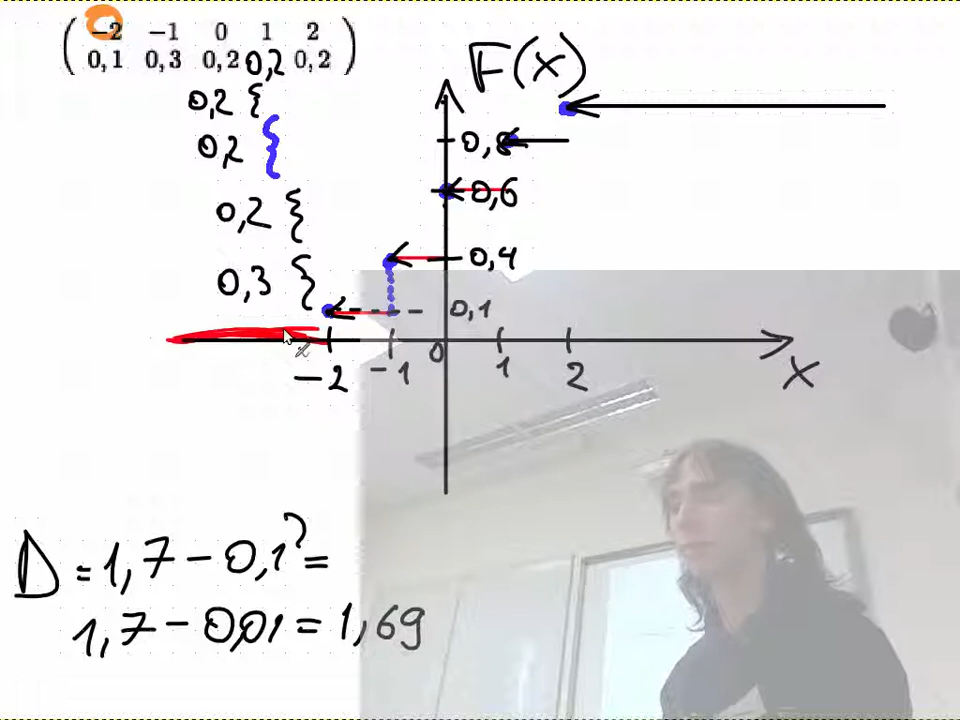 -2 -1 0 1 2
0,1 0,3 0,2 0,2 0,2
F(x)
0,2 {
0,2 {
0,8
0,2 {
0,6
0,3 {
0,4
0,1
-2 -1 0 1 2 x
D = 1,7 - 0,1² =
1,7 - 0,01 = 1,69